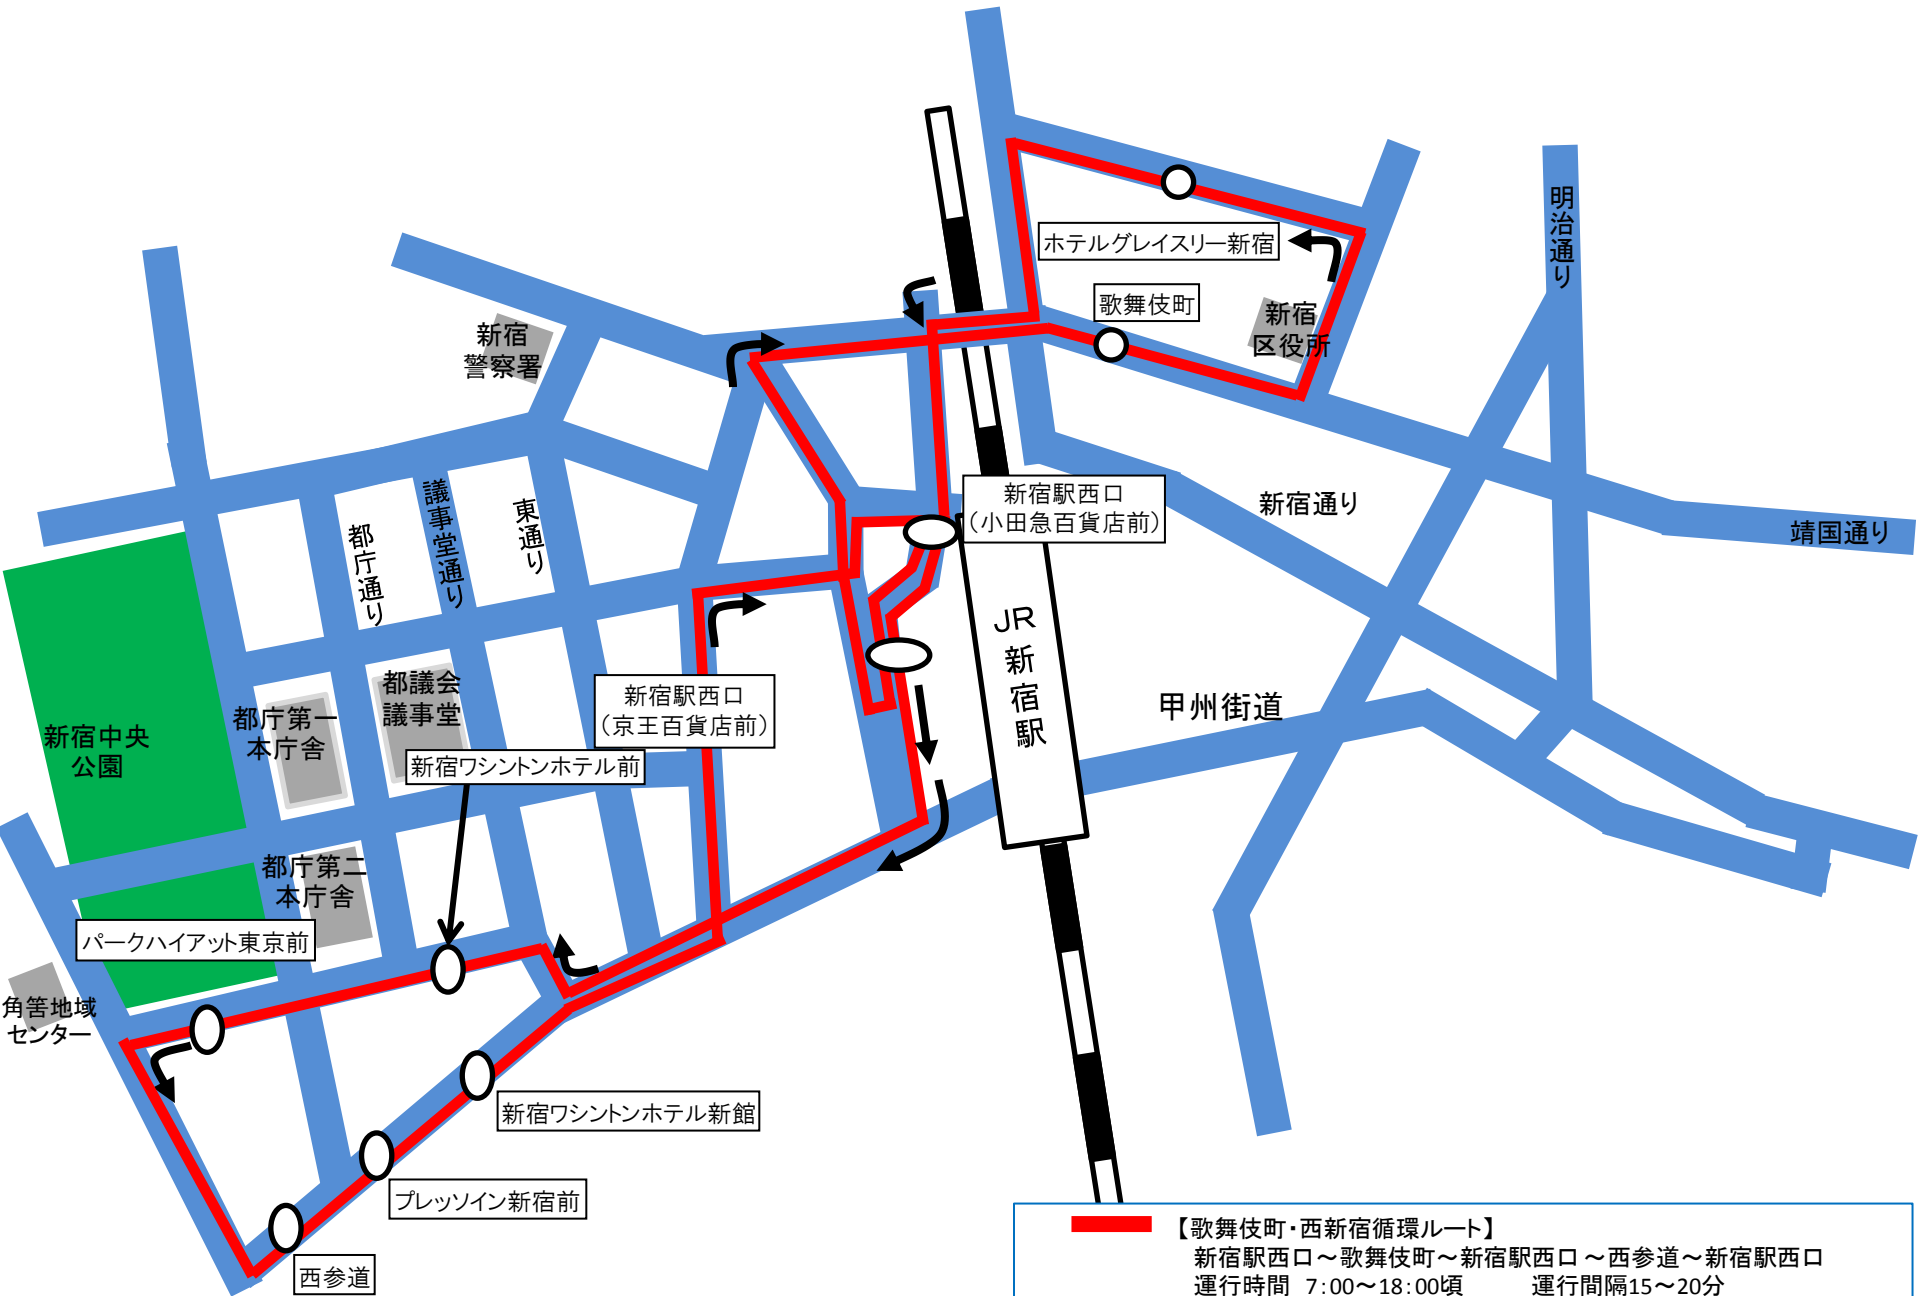 明治通り
ホテルグレイスリー新宿
歌舞伎町
新宿
区役所
新宿
警察署
新宿駅西口
（小田急百貨店前）
新宿通り
靖国通り
議事堂通り
東通り
都庁通り
ＪＲ新宿駅
都議会
議事堂
新宿駅西口
（京王百貨店前）
甲州街道
都庁第一
本庁舎
新宿中央
公園
新宿ワシントンホテル前
都庁第二
本庁舎
パークハイアット東京前
角筈地域
センター
新宿ワシントンホテル新館
プレッソイン新宿前
西参道
【歌舞伎町・西新宿循環ルート】
新宿駅西口～歌舞伎町～新宿駅西口～西参道～新宿駅西口
運行時間 7：00～18：00頃 運行間隔15～20分